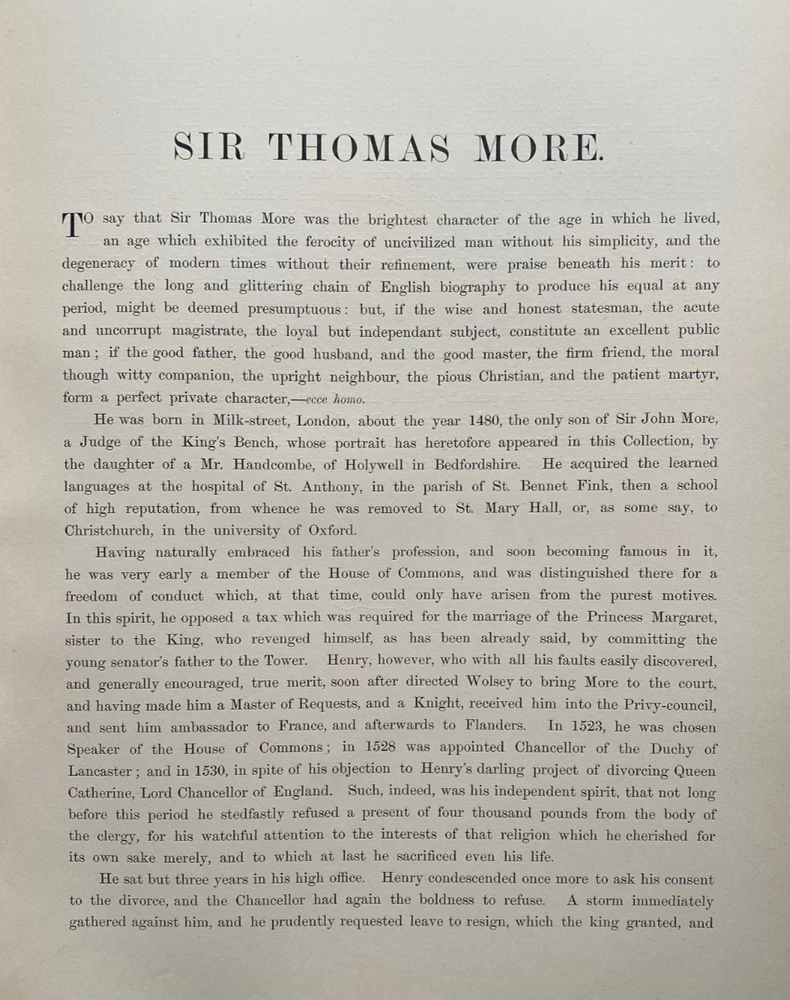 SIR THOMAS MORE.
TO say that Sir Thomas More was the brightest character of the age in which he lived,
an age which exhibited the ferocity of uncivilized man without his simplicity, and the
degeneracy of modern times without their refinement, were praise beneath his merit: to
challenge the long and glittering chain of English biography to produce his equal at any
period, might be deemed presumptuous: but, if the wise and honest statesman, the acute
and uncorrupt magistrate, the loyal but independant subject, constitute an excellent public
man; if the good father, the good husband, and the good master, the firm friend, the moral
though witty companion, the upright neighbour, the pious Christian, and the patient martyr,
form a perfect private character,—ecce homo.
He was born in Milk-street, London, about the year 1480, the only son of Sir John More,
a Judge of the King's Bench, whose portrait has heretofore appeared in this Collection, by
the daughter of a Mr. Handcombe, of Holywell in Bedfordshire. He acquired the learned
languages at the hospital of St. Anthony, in the parish of St. Bennet Fink, then a school
of high reputation, from whence he was removed to St. Mary Hall, or, as some say, to
Christchurch, in the university of Oxford.
Having naturally embraced his father's profession, and soon becoming famous in it,
he was very early a member of the House of Commons, and was distinguished there for a
freedom of conduct which, at that time, could only have arisen from the purest motives.
In this spirit, he opposed a tax which was required for the marriage of the Princess Margaret,
sister to the King, who revenged himself, as has been already said, by committing the
young senator's father to the Tower. Henry, however, who with all his faults easily discovered,
and generally encouraged, true merit, soon after directed Wolsey to bring More to the court,
and having made him a Master of Requests, and a Knight, received him into the Privy-council,
and sent him ambassador to France, and afterwards to Flanders. In 1523, he was chosen
Speaker of the House of Commons; in 1528 was appointed Chancellor of the Duchy of
Lancaster; and in 1530, in spite of his objection to Henry's darling project of divorcing Queen
Catherine, Lord Chancellor of England. Such, indeed, was his independent spirit, that not long
before this period he stedfastly refused a present of four thousand pounds from the body of
the clergy, for his watchful attention to the interests of that religion which he cherished for
its own sake merely, and to which at last he sacrificed even his life.
He sat but three years in his high office. Henry condescended once more to ask his consent
to the divorce, and the Chancellor had again the boldness to refuse. A storm immediately
gathered against him, and he prudently requested leave to resign, which the king granted, and